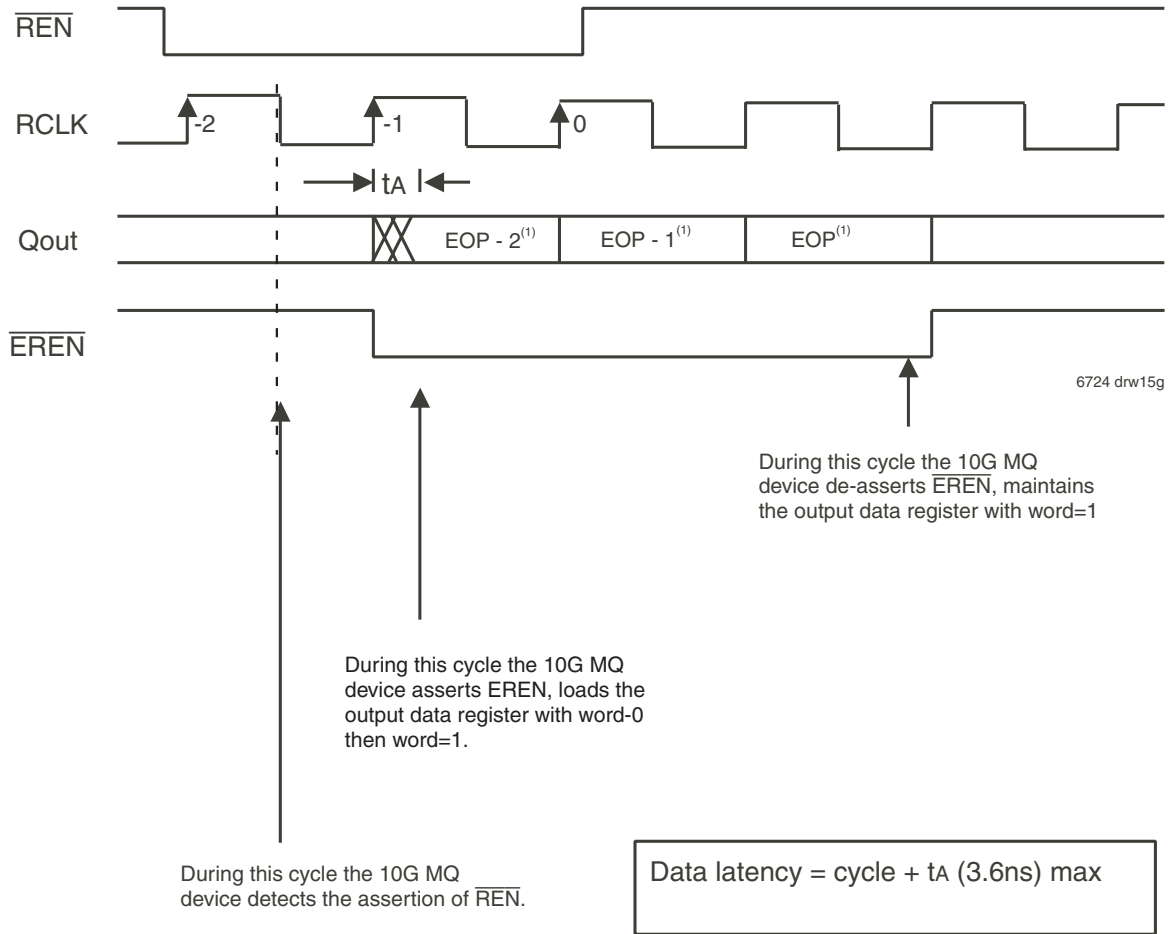 REN
RCLK
-2
-1
0
tA
Qout
EOP - 2(1)
EOP - 1(1)
EOP(1)
EREN
6724 drw15g
During this cycle the 10G MQ
device de-asserts EREN, maintains
the output data register with word=1
During this cycle the 10G MQ
device asserts EREN, loads the
output data register with word-0
then word=1.
During this cycle the 10G MQ
device detects the assertion of REN.
Data latency = cycle + tA (3.6ns) max